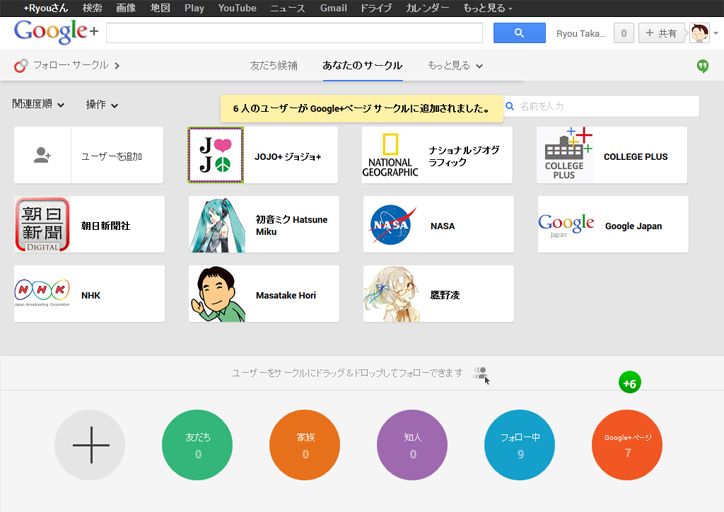 +Ryouさん 検索 画像 地図 Play YouTube ニュース Gmail ドライブ カレンダー もっと見る
Google+
Ryou Taka...
0
+ 共有
フォロー・サークル
友だち候補
あなたのサークル
もっと見る
関連度順
操作
6 人のユーザーが Google+ページ サークルに追加されました。
名前を入力
ユーザーを追加
J
JO
JOJO+ ジョジョ+
NATIONAL
GEOGRAPHIC
ナショナルジオグ
ラフィック
COLLEGE
PLUS
COLLEGE PLUS
朝日
新聞
DIGITAL
朝日新聞社
初音ミク Hatsune
Miku
NASA
NASA
Google
Japan
Google Japan
NHK
Japan Broadcasting Corporation
NHK
Masatake Hori
鷹野凌
ユーザーをサークルにドラッグ＆ドロップしてフォローできます
+6
友だち
0
家族
0
知人
0
フォロー中
9
Google+ページ
7